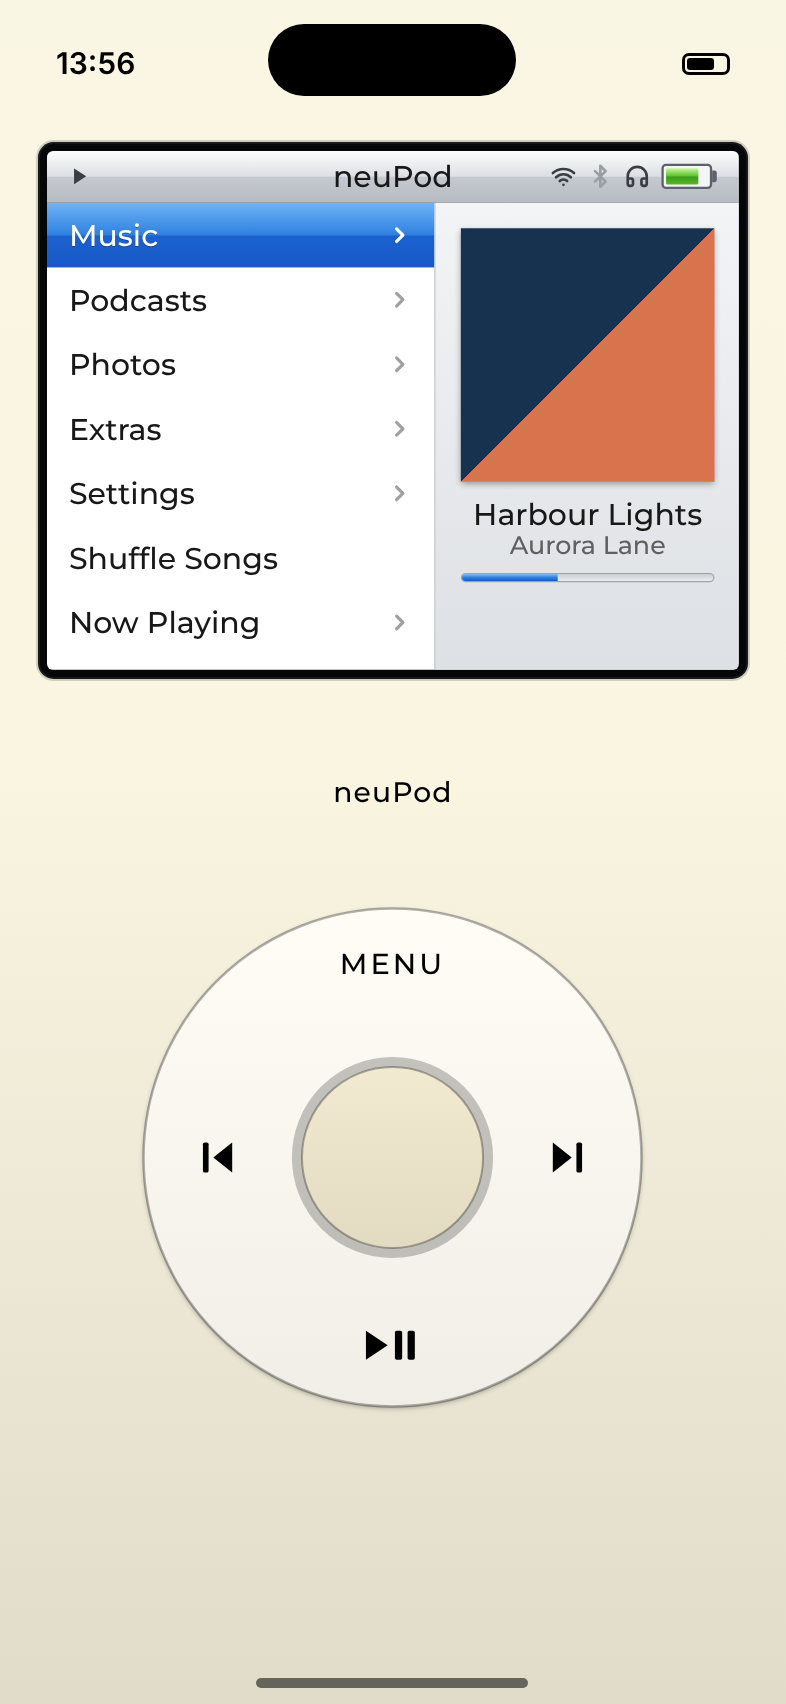 13:56
neuPod
Music
Podcasts
Photos
Extras
Settings
Shuffle Songs
Now Playing
Harbour Lights
Aurora Lane
neuPod
MENU